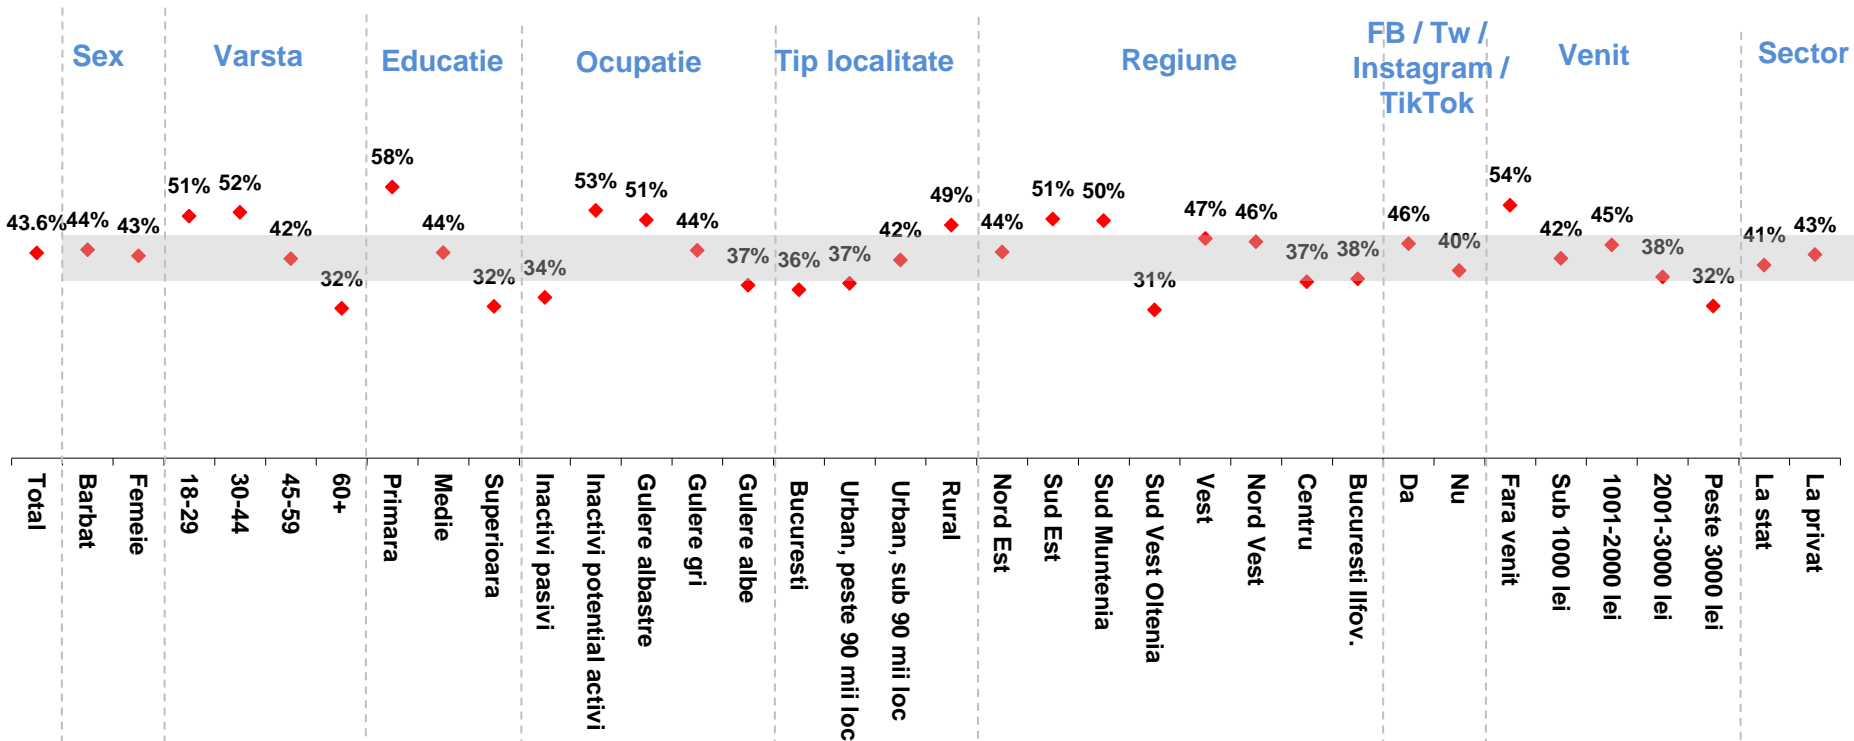 Sex
Varsta
Educatie
Ocupatie
Tip localitate
Regiune
FB / Tw /
Instagram /
TikTok
Venit
Sector
43.6%
44%
43%
51%
52%
42%
32%
58%
44%
32%
34%
53%
51%
44%
37%
36%
37%
42%
49%
44%
51%
50%
31%
47%
46%
37%
38%
46%
40%
54%
42%
45%
38%
32%
41%
43%
Total
Barbat
Femeie
18-29
30-44
45-59
60+
Primara
Medie
Superioara
Inactivi pasivi
Inactivi potential activi
Gulere albastre
Gulere gri
Gulere albe
Bucuresti
Urban, peste 90 mii loc
Urban, sub 90 mii loc
Rural
Nord Est
Sud Est
Sud Muntenia
Sud Vest Oltenia
Vest
Nord Vest
Centru
Bucuresti Ilfov.
Da
Nu
Fara venit
Sub 1000 lei
1001-2000 lei
2001-3000 lei
Peste 3000 lei
La stat
La privat